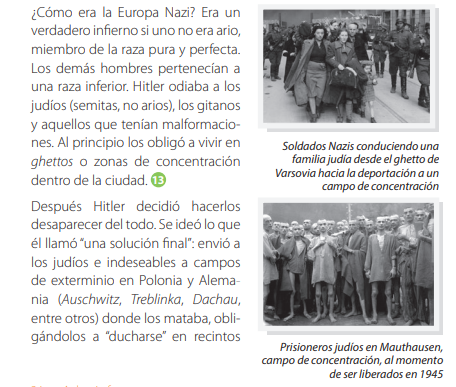 ¿Cómo era la Europa Nazi? Era un
verdadero infierno si uno no era ario,
miembro de la raza pura y perfecta.
Los demás hombres pertenecían a
una raza inferior. Hitler odiaba a los
judíos (semitas, no arios), los gitanos
y aquellos que tenían malformacio-
nes. Al principio los obligó a vivir en
ghettos o zonas de concentración
dentro de la ciudad. 13
Después Hitler decidió hacerlos
desaparecer del todo. Se ideó lo que
él llamó “una solución final”: envió a
los judíos e indeseables a campos
de exterminio en Polonia y Alema-
nia (Auschwitz, Treblinka, Dachau,
entre otros) donde los mataba, obli-
gándolos a “ducharse” en recintos
Soldados Nazis conduciendo una
familia judía desde el ghetto de
Varsovia hacia la deportación a un
campo de concentración
Prisioneros judíos en Mauthausen,
campo de concentración, al momento
de ser liberados en 1945